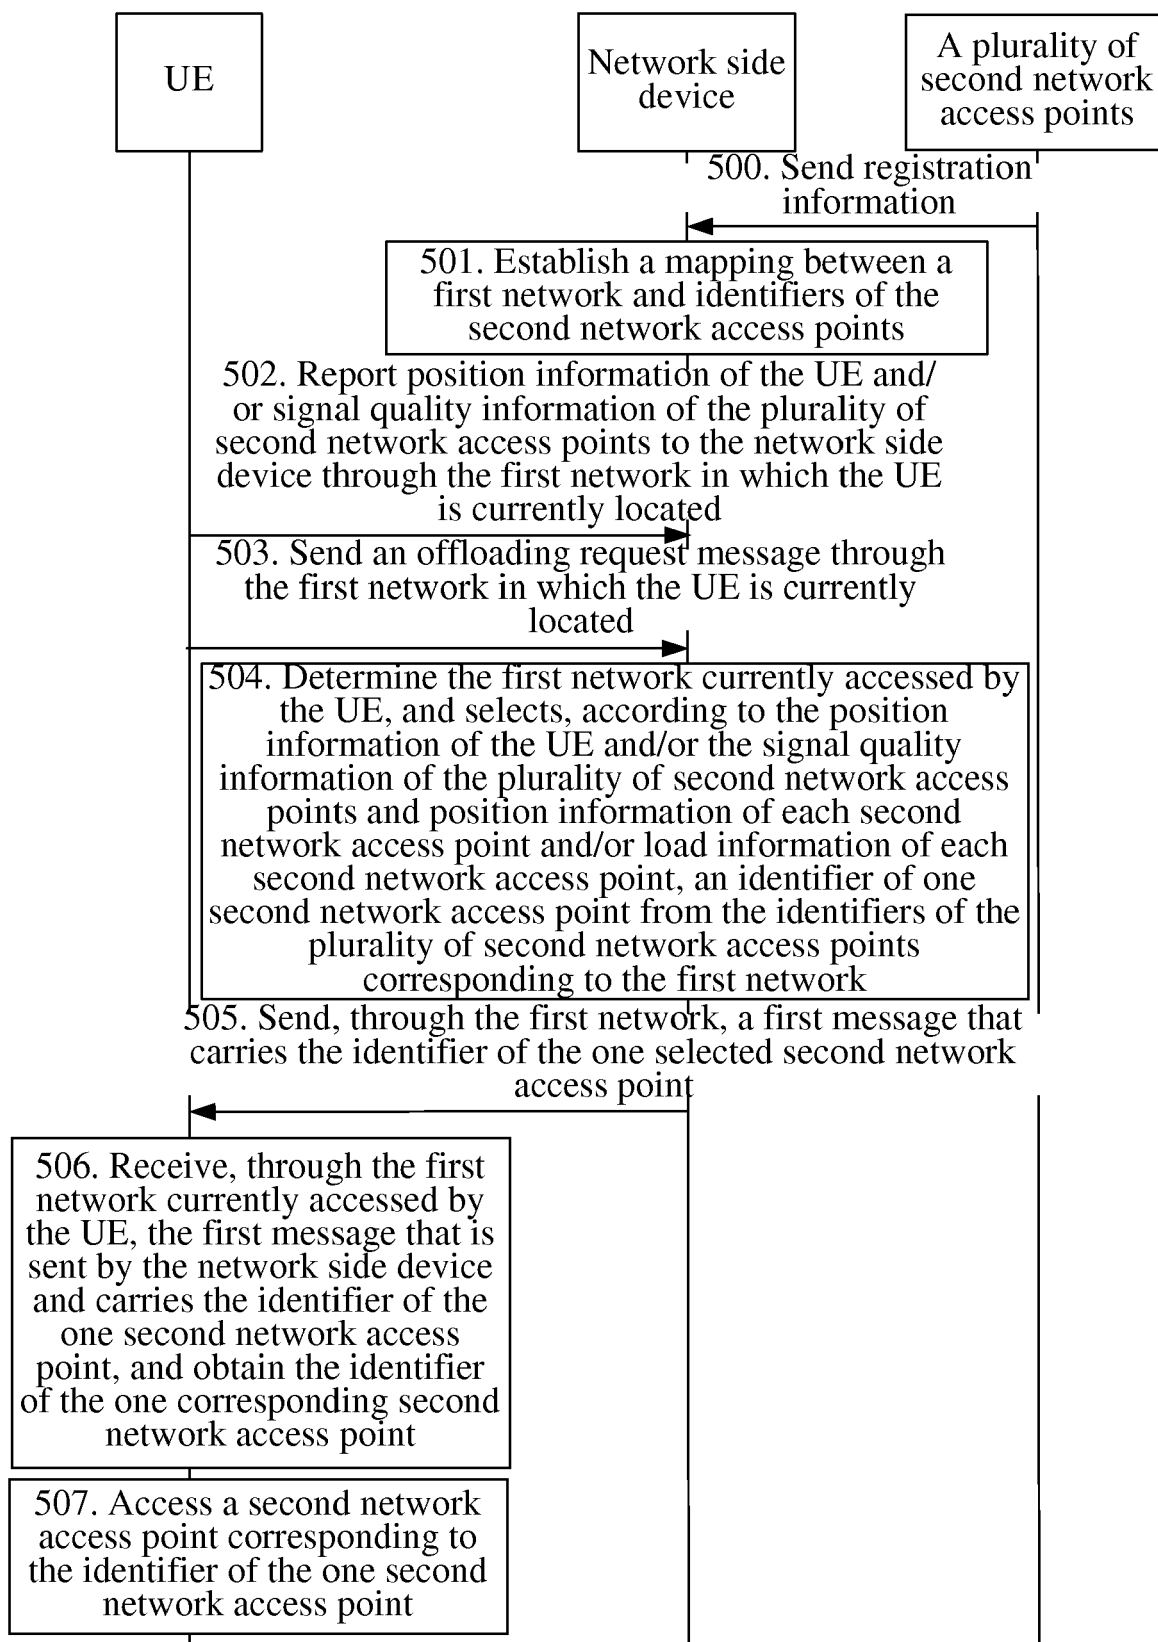 UE
Network side
device
A plurality of
second network
access points
500. Send registration
information
501. Establish a mapping between a
first network and identifiers of the
second network access points
502. Report position information of the UE and/
or signal quality information of the plurality of
second network access points to the network side
device through the first network in which the UE
is currently located
503. Send an offloading request message through
the first network in which the UE is currently
located
504. Determine the first network currently accessed by
the UE, and selects, according to the position
information of the UE and/or the signal quality
information of the plurality of second network access
points and position information of each second
network access point and/or load information of each
second network access point, an identifier of one
second network access point from the identifiers of the
plurality of second network access points
corresponding to the first network
505. Send, through the first network, a first message that
carries the identifier of the one selected second network
access point
506. Receive, through the first
network currently accessed by
the UE, the first message that is
sent by the network side device
and carries the identifier of the
one second network access
point, and obtain the identifier
of the one corresponding second
network access point
507. Access a second network
access point corresponding to
the identifier of the one second
network access point